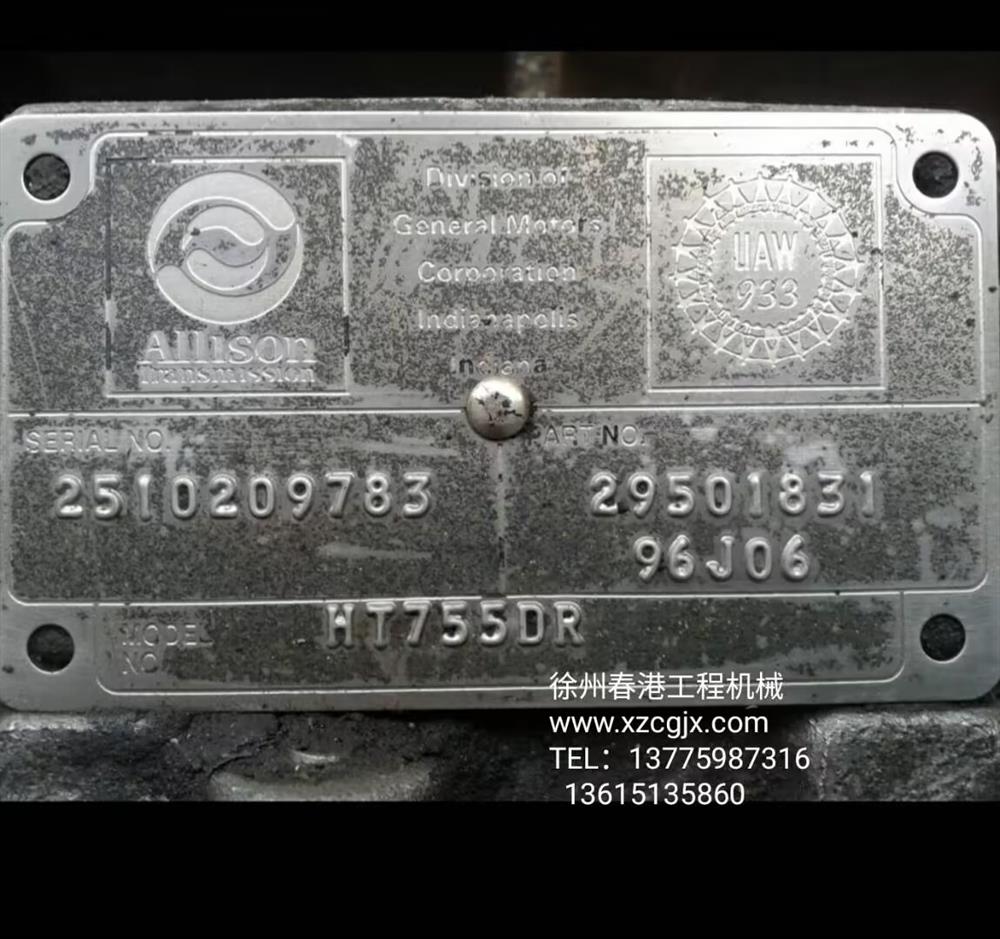 Allison
Transmission
Division of
General Motors
Corporation
Indianapolis
Indiana
UAW
933
SERIAL NO.
2510209783
PART NO.
29501831
96J06
MODEL
NO.
HT755DR
徐州春港工程机械
www.xzcgjx.com
TEL：13775987316
13615135860